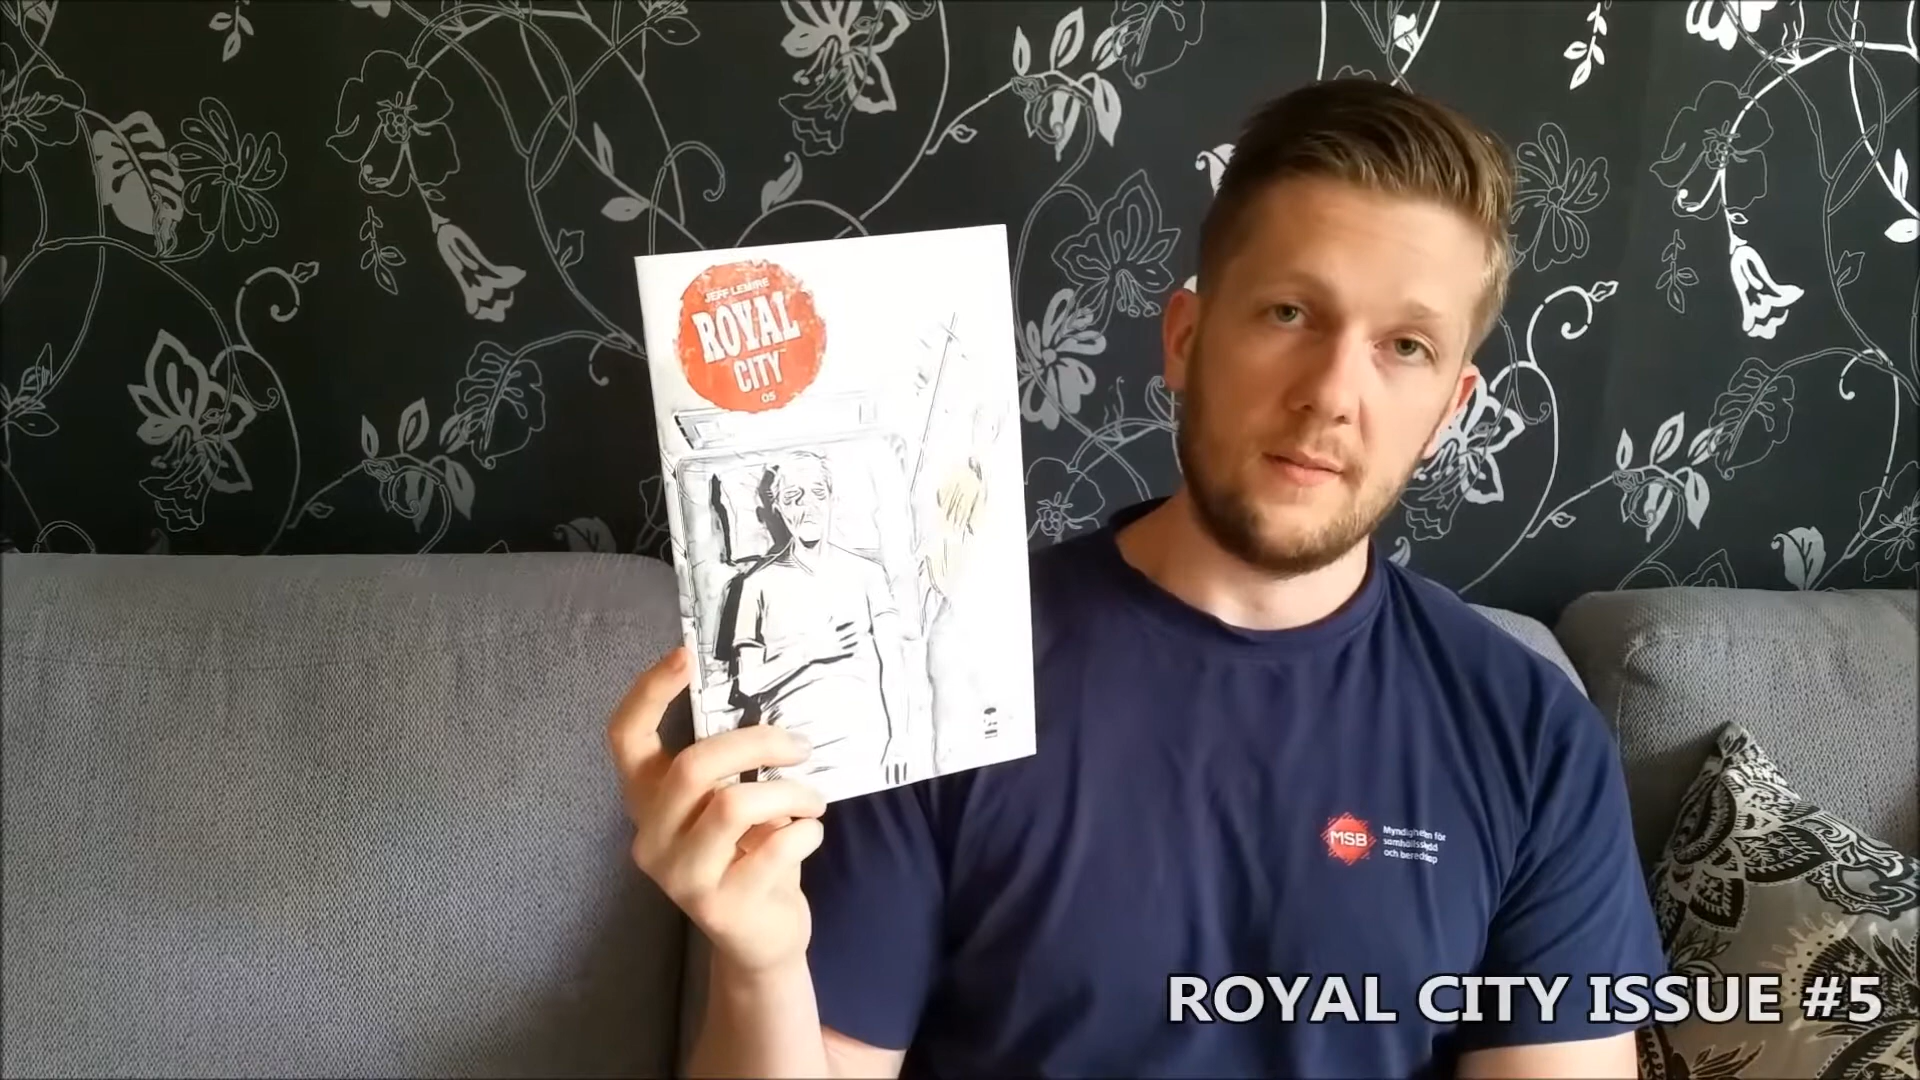 JEFF LEMIRE
ROYAL
CITY
05
MSB
Myndigheten för
samhällsskydd
och beredskap
ROYAL CITY ISSUE #5